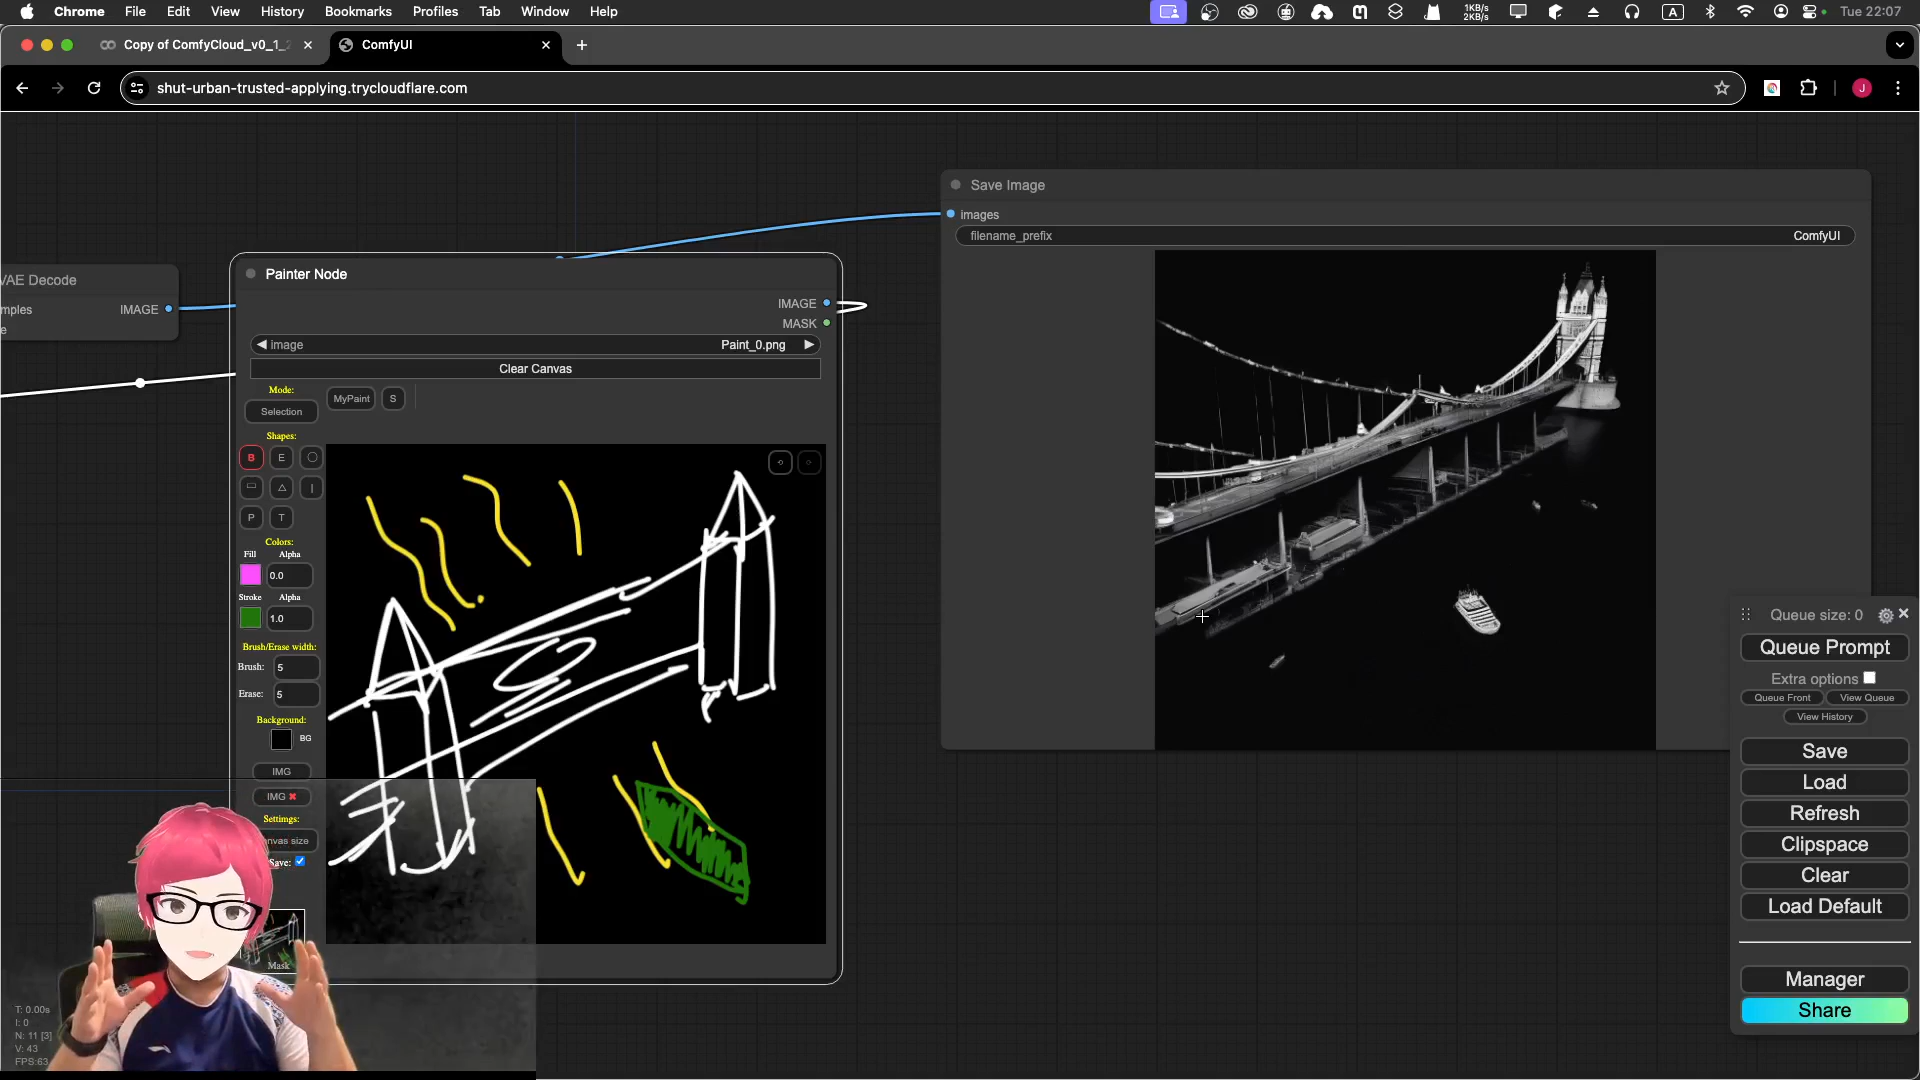 Chrome File Edit View History Bookmarks Profiles Tab Window Help 1KB/s 2KB/s A Tue 22:07
Copy of ComfyCloud_v0_1_ ComfyUI
shut-urban-trusted-applying.trycloudflare.com J
Save Image
images
filename_prefix ComfyUI
VAE Decode
mples IMAGE
e
Painter Node
IMAGE
MASK
image Paint_0.png
Clear Canvas
Mode:
Selection MyPaint S
Shapes:
B E
P T
Colors:
Fill Alpha
0.0
Stroke Alpha
1.0
Brush/Erase width:
Brush: 5
Erase: 5
Background:
BG
IMG
IMG
Settimgs:
nvas size
Save:
Mask
T: 0.00s
I: 0
N: 11 [3]
V: 43
FPS:63
Queue size: 0
Queue Prompt
Extra options
Queue Front View Queue
View History
Save
Load
Refresh
Clipspace
Clear
Load Default
Manager
Share